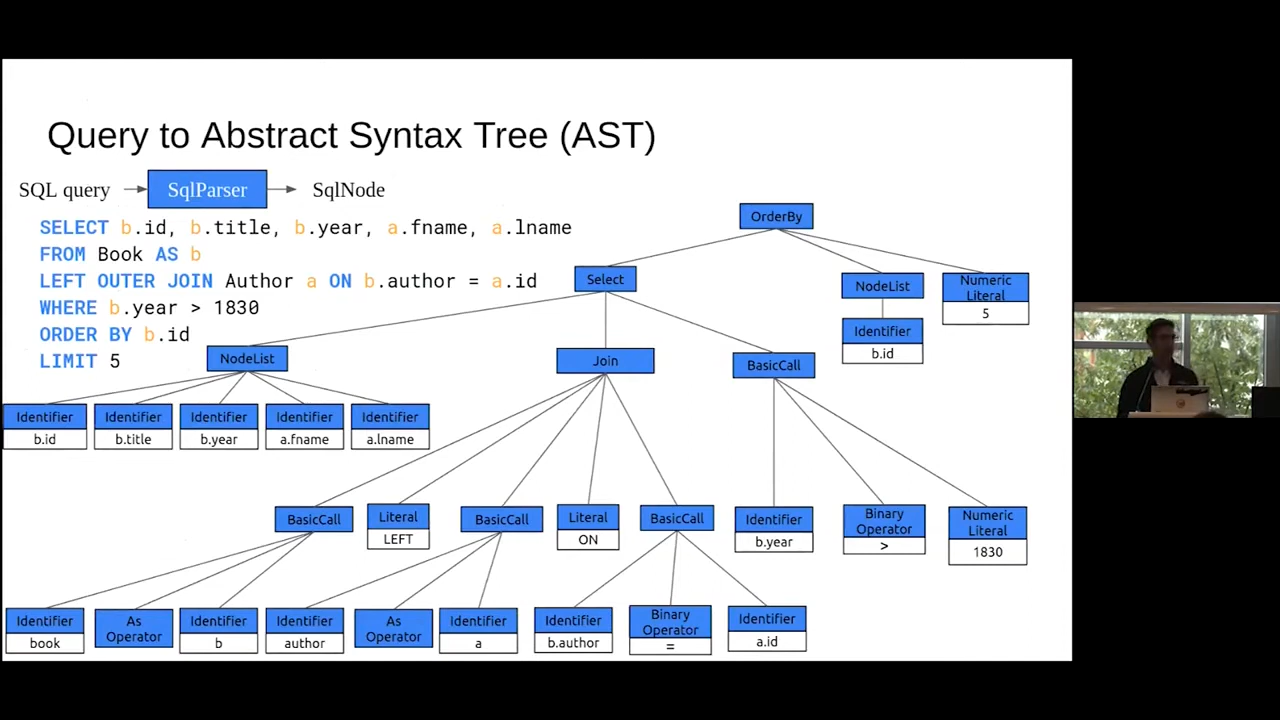 Query to Abstract Syntax Tree (AST)
SQL query
SqlParser
SqlNode
SELECT b.id, b.title, b.year, a.fname, a.lname
FROM Book AS b
LEFT OUTER JOIN Author a ON b.author = a.id
WHERE b.year > 1830
ORDER BY b.id
LIMIT 5
OrderBy
Select
NodeList
Numeric
Literal
5
Identifier
b.id
NodeList
Join
BasicCall
Identifier
b.id
Identifier
b.title
Identifier
b.year
Identifier
a.fname
Identifier
a.lname
BasicCall
Literal
LEFT
BasicCall
Literal
ON
BasicCall
Identifier
b.year
Binary
Operator
>
Numeric
Literal
1830
Identifier
book
As
Operator
Identifier
b
Identifier
author
As
Operator
Identifier
a
Identifier
b.author
Binary
Operator
=
Identifier
a.id